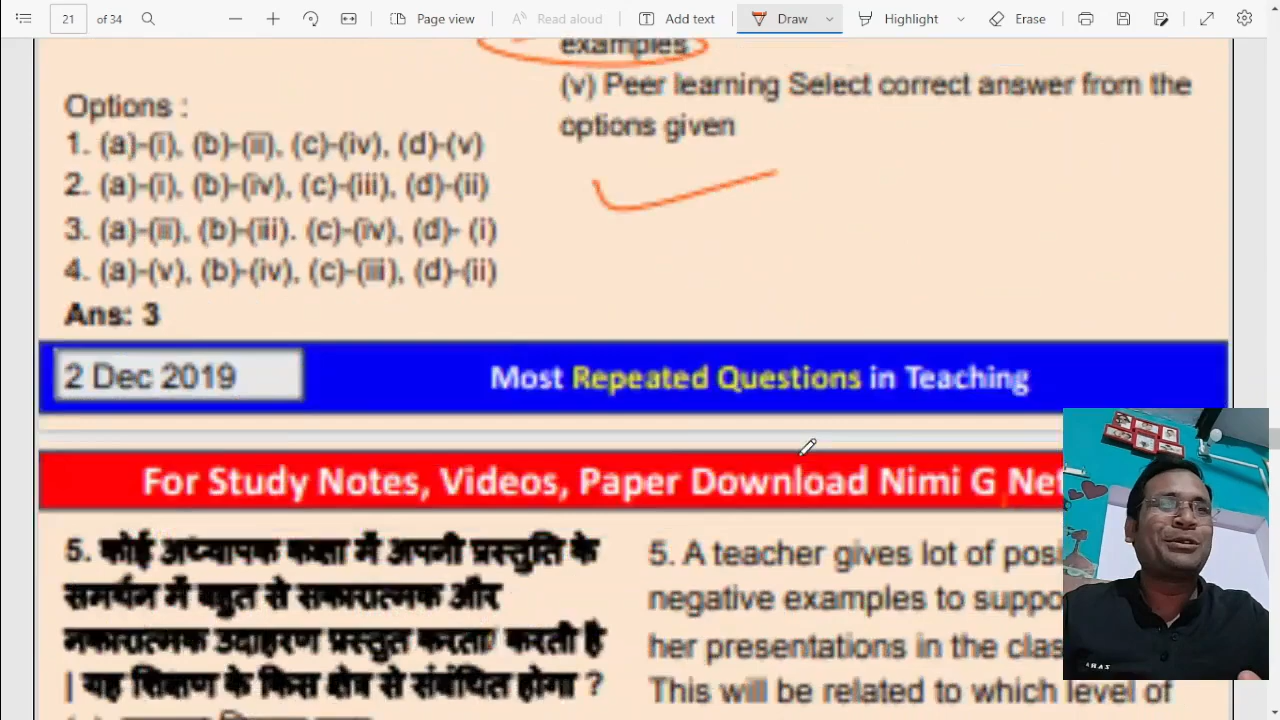 21 of 34 Page view Read aloud Add text Draw Highlight Erase
examples
(v) Peer learning Select correct answer from the
options given
Options :
1. (a)-(i), (b)-(ii), (c)-(iv), (d)-(v)
2. (a)-(i), (b)-(iv), (c)-(iii), (d)-(ii)
3. (a)-(ii), (b)-(iii). (c)-(iv), (d)- (i)
4. (a)-(v), (b)-(iv), (c)-(iii), (d)-(ii)
Ans: 3
2 Dec 2019 Most Repeated Questions in Teaching
For Study Notes, Videos, Paper Download Nimi G Net
5. कोई अध्यापक कक्षा में अपनी प्रस्तुति के
समर्थन में बहुत से सकारात्मक और
नकारात्मक उदाहरण प्रस्तुत करता/ करती है
| यह शिक्षण के किस क्षेत्र से संबंधित होगा ?
5. A teacher gives lot of posi
negative examples to suppo
her presentations in the clas
This will be related to which level of